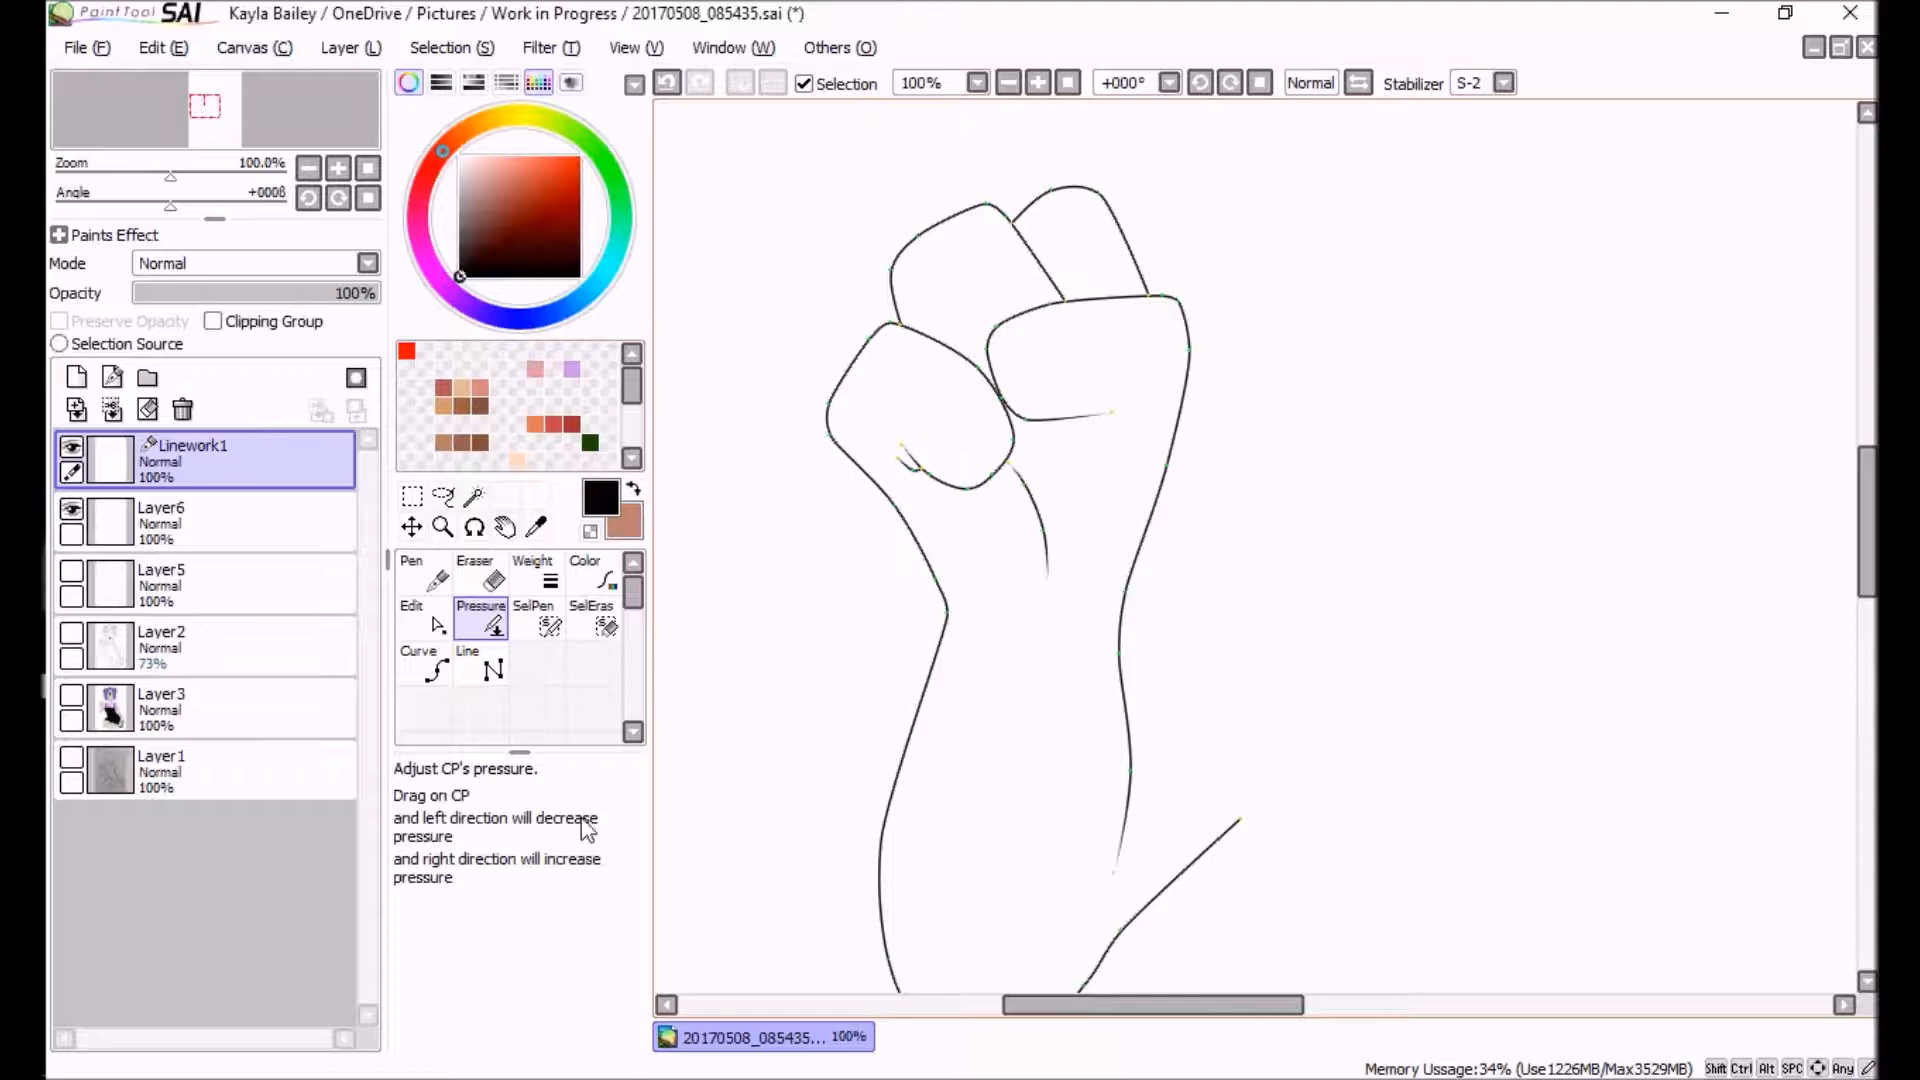 PaintTool SAI Kayla Bailey / OneDrive / Pictures / Work in Progress / 20170508_085435.sai (*)
File (F) Edit (E) Canvas (C) Layer (L) Selection (S) Filter (T) View (V) Window (W) Others (O)
Selection 100% +000° Normal Stabilizer S-2
Zoom 100.0%
Angle +000ß
Paints Effect
Mode Normal
Opacity 100%
Preserve Opacity Clipping Group
Selection Source
Linework1
Normal
100%
Layer6
Normal
100%
Layer5
Normal
100%
Layer2
Normal
73%
Layer3
Normal
100%
Layer1
Normal
100%
Pen Eraser Weight Color
Edit Pressure SelPen SelEras
Curve Line
Adjust CP's pressure.
Drag on CP
and left direction will decrease
pressure
and right direction will increase
pressure
20170508_085435... 100%
Memory Ussage:34% (Use1226MB/Max3529MB) Shift Ctrl Alt SPC Any